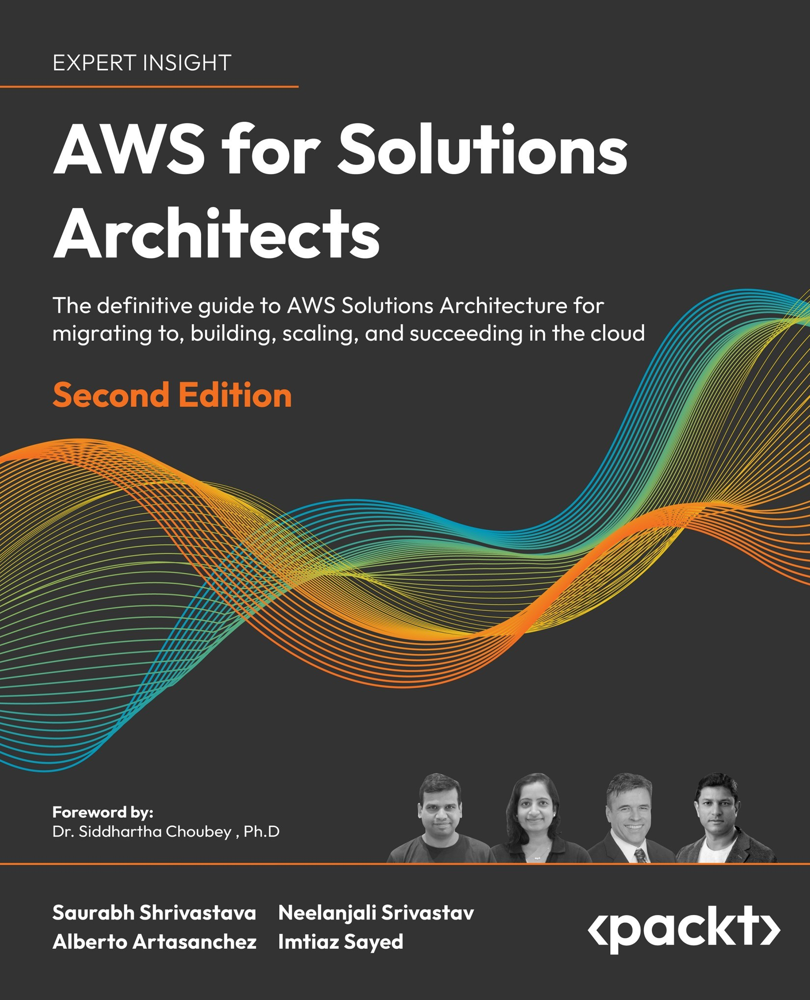 EXPERT INSIGHT
AWS for Solutions
Architects
The definitive guide to AWS Solutions Architecture for
migrating to, building, scaling, and succeeding in the cloud
Second Edition
Foreword by:
Dr. Siddhartha Choubey , Ph.D
Saurabh Shrivastava Neelanjali Srivastav
Alberto Artasanchez Imtiaz Sayed
<packt>